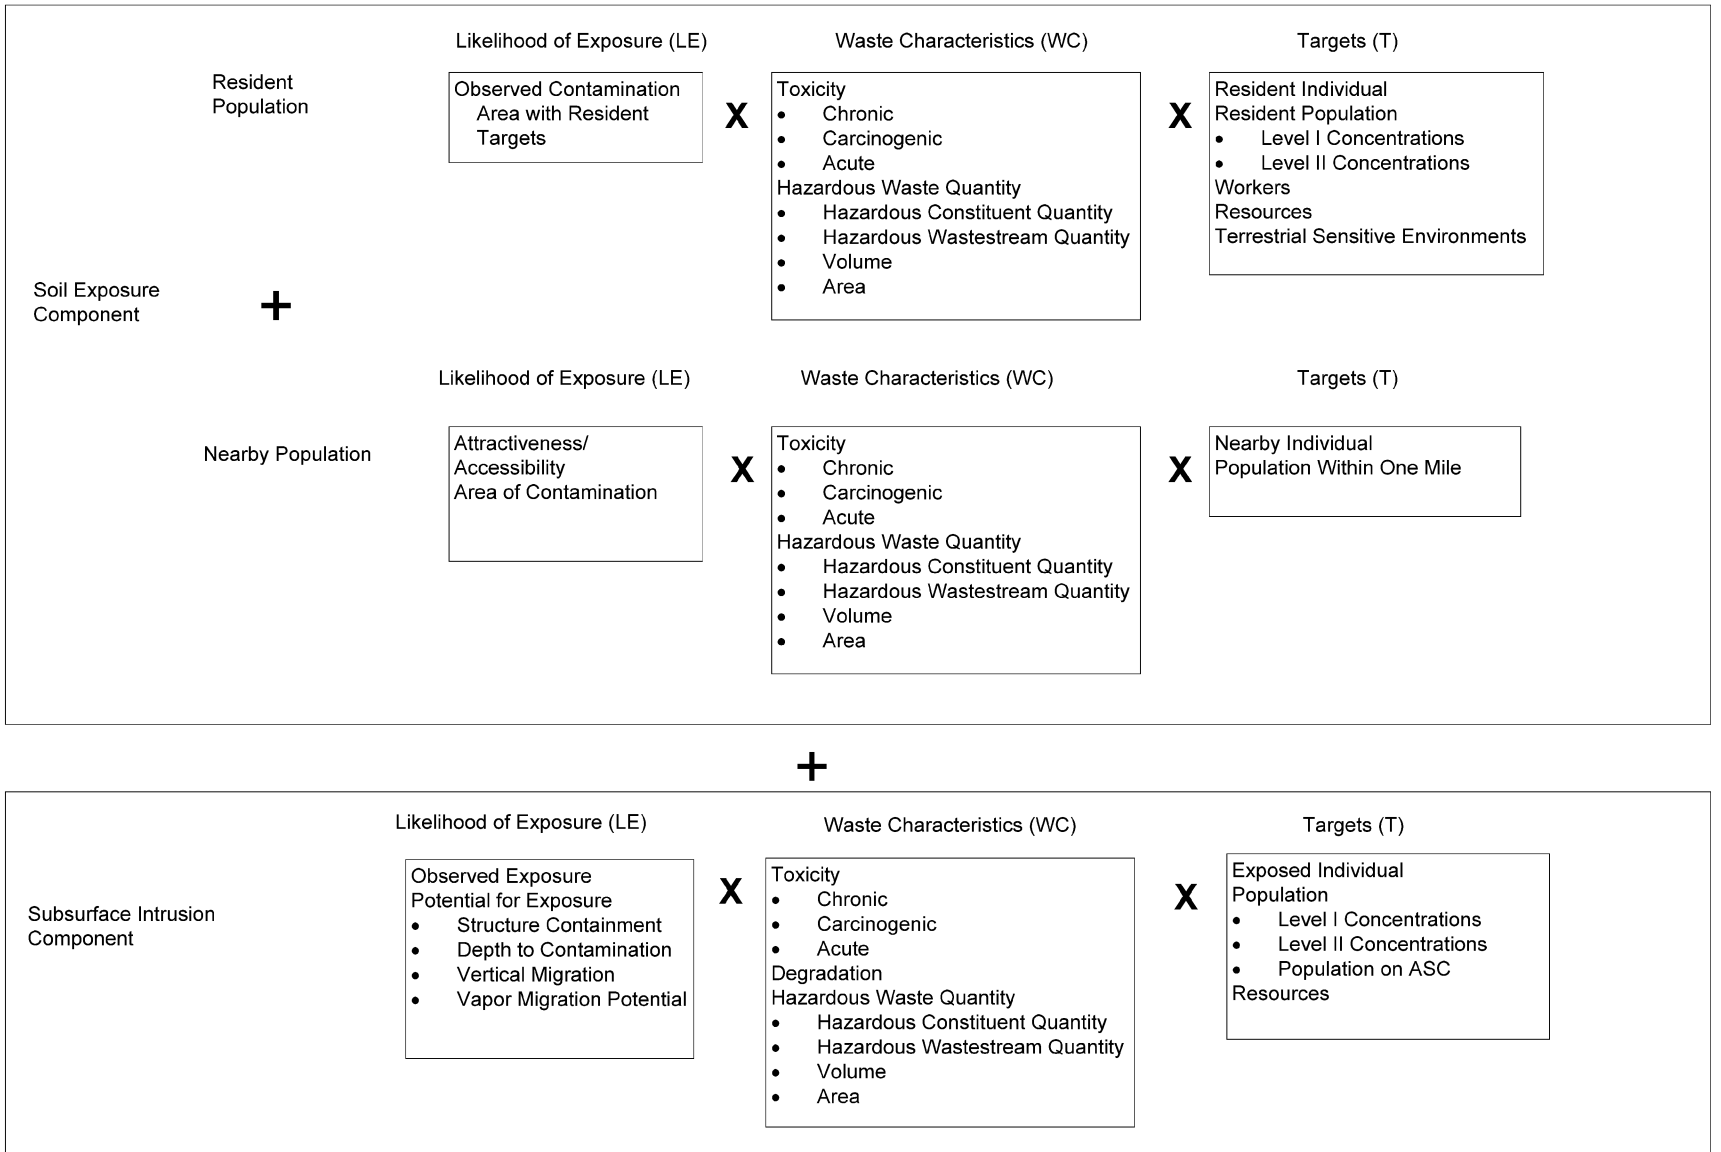 Likelihood of Exposure (LE)
Waste Characteristics (WC)
Targets (T)
Resident
Population
Observed Contamination
Area with Resident
Targets
X
Toxicity
• Chronic
• Carcinogenic
• Acute
Hazardous Waste Quantity
• Hazardous Constituent Quantity
• Hazardous Wastestream Quantity
• Volume
• Area
X
Resident Individual
Resident Population
• Level I Concentrations
• Level II Concentrations
Workers
Resources
Terrestrial Sensitive Environments
Soil Exposure
Component
+
Likelihood of Exposure (LE)
Waste Characteristics (WC)
Targets (T)
Nearby Population
Attractiveness/
Accessibility
Area of Contamination
X
Toxicity
• Chronic
• Carcinogenic
• Acute
Hazardous Waste Quantity
• Hazardous Constituent Quantity
• Hazardous Wastestream Quantity
• Volume
• Area
X
Nearby Individual
Population Within One Mile
+
Likelihood of Exposure (LE)
Waste Characteristics (WC)
Targets (T)
Subsurface Intrusion
Component
Observed Exposure
Potential for Exposure
• Structure Containment
• Depth to Contamination
• Vertical Migration
• Vapor Migration Potential
X
Toxicity
• Chronic
• Carcinogenic
• Acute
Degradation
Hazardous Waste Quantity
• Hazardous Constituent Quantity
• Hazardous Wastestream Quantity
• Volume
• Area
X
Exposed Individual
Population
• Level I Concentrations
• Level II Concentrations
• Population on ASC
Resources